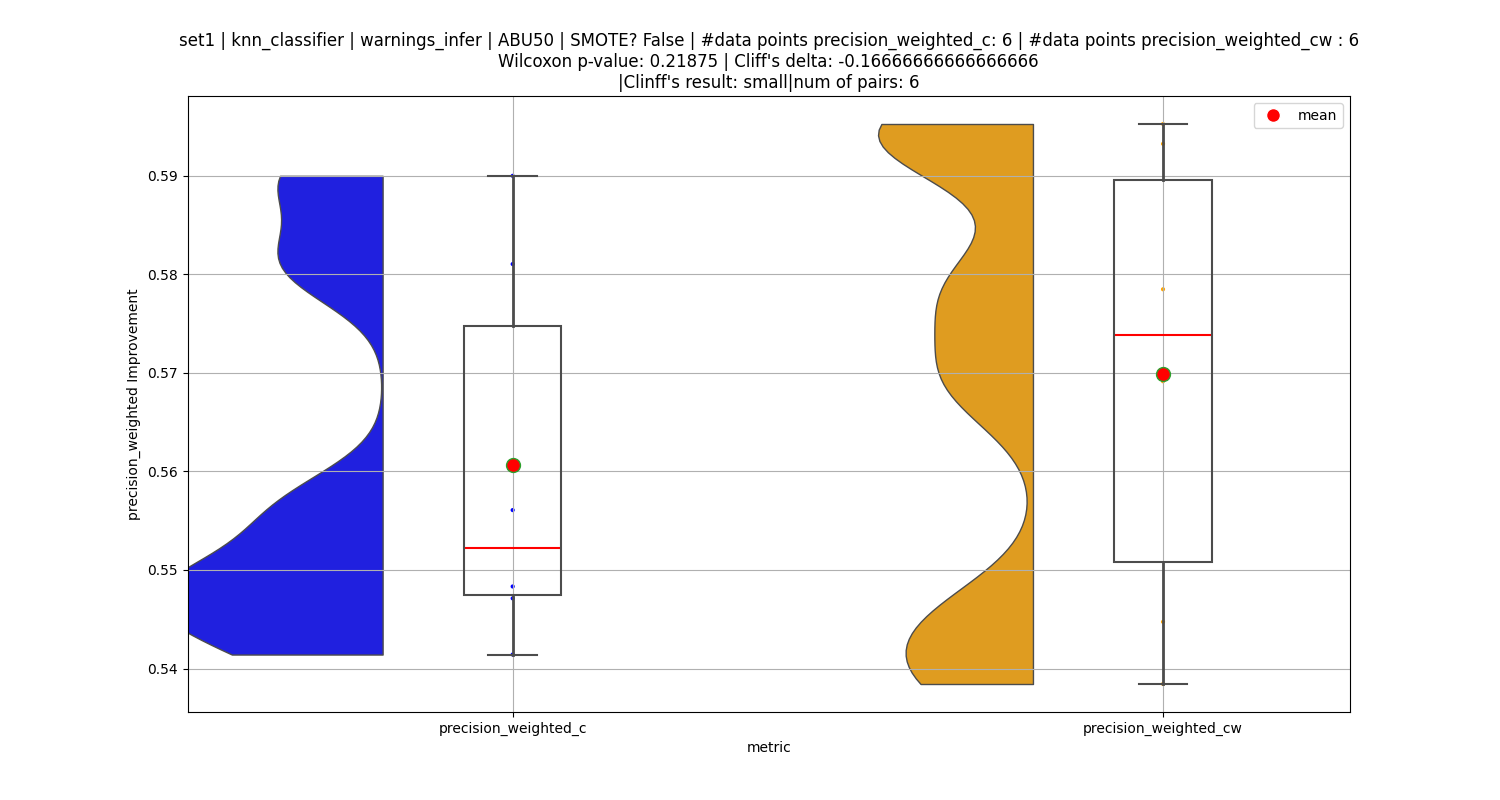 set1 | knn_classifier | warnings_infer | ABU50 | SMOTE? False | #data points precision_weighted_c: 6 | #data points precision_weighted_cw : 6
Wilcoxon p-value: 0.21875 | Cliff's delta: -0.16666666666666666
|Clinff's result: small|num of pairs: 6
mean
0.59
0.58
0.57
0.56
0.55
0.54
precision_weighted Improvement
precision_weighted_c
precision_weighted_cw
metric